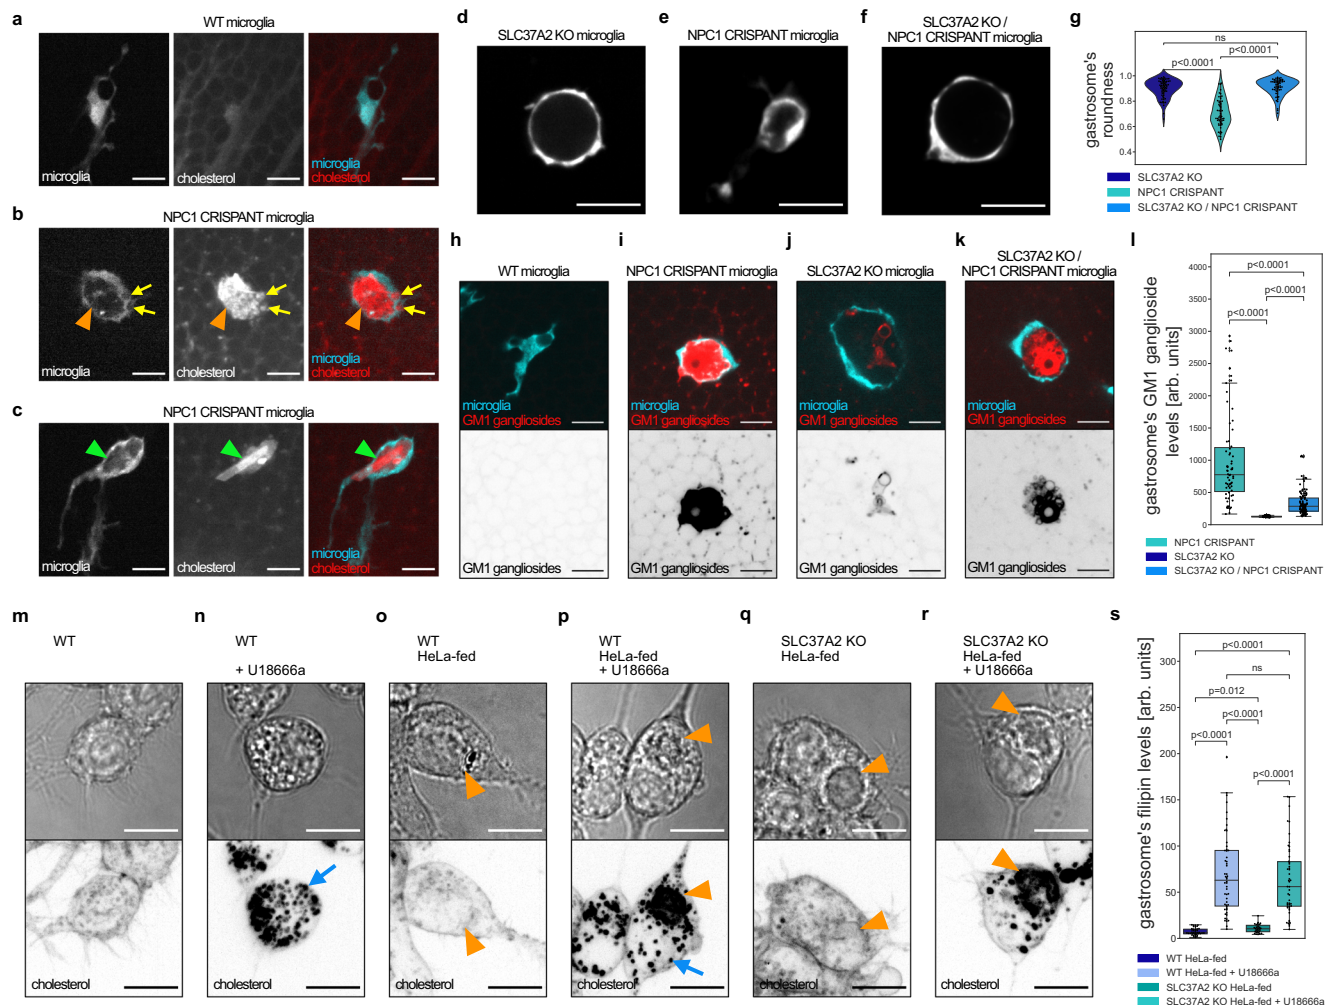 a
WT microglia
microglia
cholesterol
microglia
cholesterol
b
NPC1 CRISPANT microglia
microglia
cholesterol
microglia
cholesterol
c
NPC1 CRISPANT microglia
microglia
cholesterol
microglia
cholesterol
d
SLC37A2 KO microglia
e
NPC1 CRISPANT microglia
f
SLC37A2 KO /
NPC1 CRISPANT microglia
g
ns
p<0.0001
p<0.0001
gastrosome's
roundness
1.0
0.8
0.6
0.4
SLC37A2 KO
NPC1 CRISPANT
SLC37A2 KO / NPC1 CRISPANT
h
WT microglia
microglia
GM1 gangliosides
GM1 gangliosides
i
NPC1 CRISPANT microglia
microglia
GM1 gangliosides
GM1 gangliosides
j
SLC37A2 KO microglia
microglia
GM1 gangliosides
GM1 gangliosides
k
SLC37A2 KO /
NPC1 CRISPANT microglia
microglia
GM1 gangliosides
GM1 gangliosides
l
gastrosome's GM1 ganglioside
levels [arb. units]
4000
3500
3000
2500
2000
1500
1000
500
0
p<0.0001
p<0.0001
p<0.0001
NPC1 CRISPANT
SLC37A2 KO
SLC37A2 KO / NPC1 CRISPANT
m
WT
cholesterol
n
WT
+ U18666a
cholesterol
o
WT
HeLa-fed
cholesterol
p
WT
HeLa-fed
+ U18666a
cholesterol
q
SLC37A2 KO
HeLa-fed
cholesterol
r
SLC37A2 KO
HeLa-fed
+ U18666a
cholesterol
s
gastrosome's filipin levels [arb. units]
300
250
200
150
100
50
0
p<0.0001
ns
p=0.012
p<0.0001
p<0.0001
p<0.0001
WT HeLa-fed
WT HeLa-fed + U18666a
SLC37A2 KO HeLa-fed
SLC37A2 KO HeLa-fed + U18666a